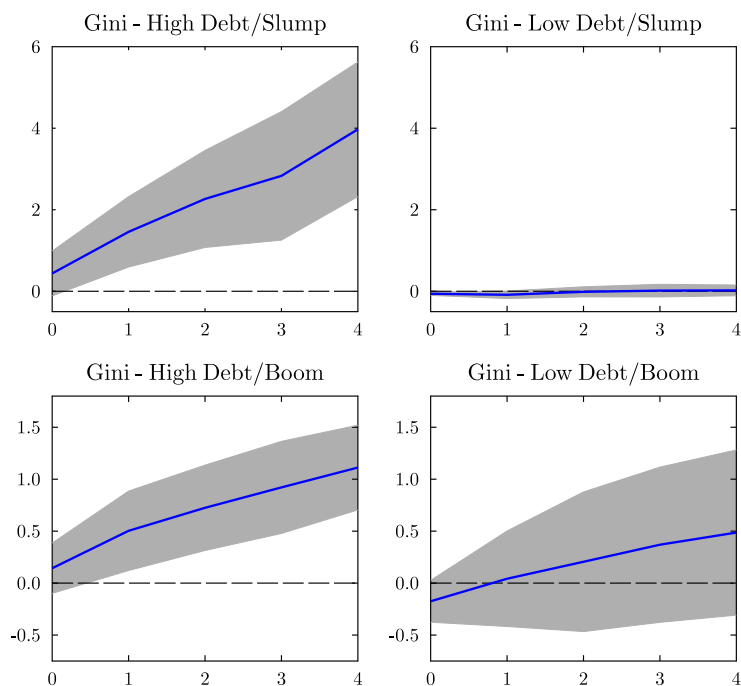 Gini - High Debt/Slump
Gini - Low Debt/Slump
6
4
2
0
0 1 2 3 4
6
4
2
0
0 1 2 3 4
Gini - High Debt/Boom
Gini - Low Debt/Boom
1.5
1.0
0.5
0.0
-0.5
0 1 2 3 4
1.5
1.0
0.5
0.0
-0.5
0 1 2 3 4